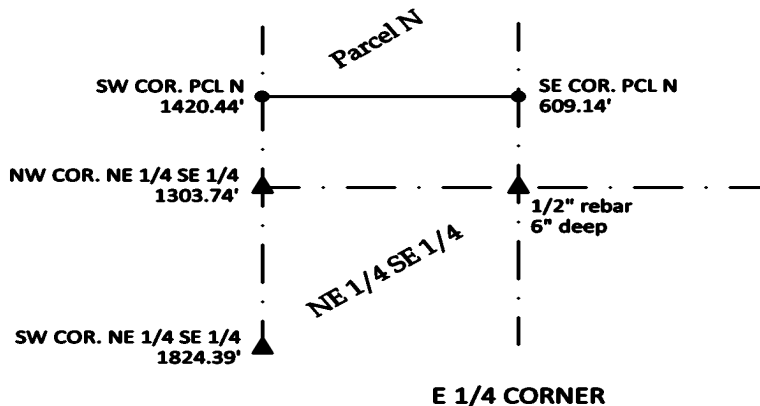 Parcel N
SW COR. PCL N
1420.44'
SE COR. PCL N
609.14'
NW COR. NE 1/4 SE 1/4
1303.74'
1/2" rebar
6" deep
NE 1/4 SE 1/4
SW COR. NE 1/4 SE 1/4
1824.39'
E 1/4 CORNER